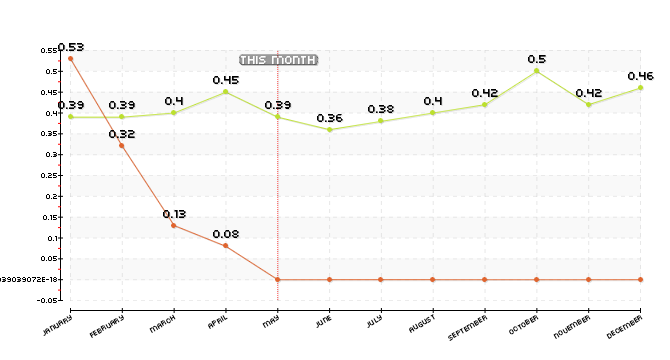 0.53
THIS MONTH
0.55
0.5
0.45
0.4
0.35
0.3
0.25
0.2
0.15
0.1
0.05
39039072E-18
-0.05
0.39
0.39
0.4
0.45
0.39
0.36
0.38
0.4
0.42
0.5
0.42
0.46
0.32
0.13
0.08
JANUARY
FEBRUARY
MARCH
APRIL
MAY
JUNE
JULY
AUGUST
SEPTEMBER
OCTOBER
NOVEMBER
DECEMBER